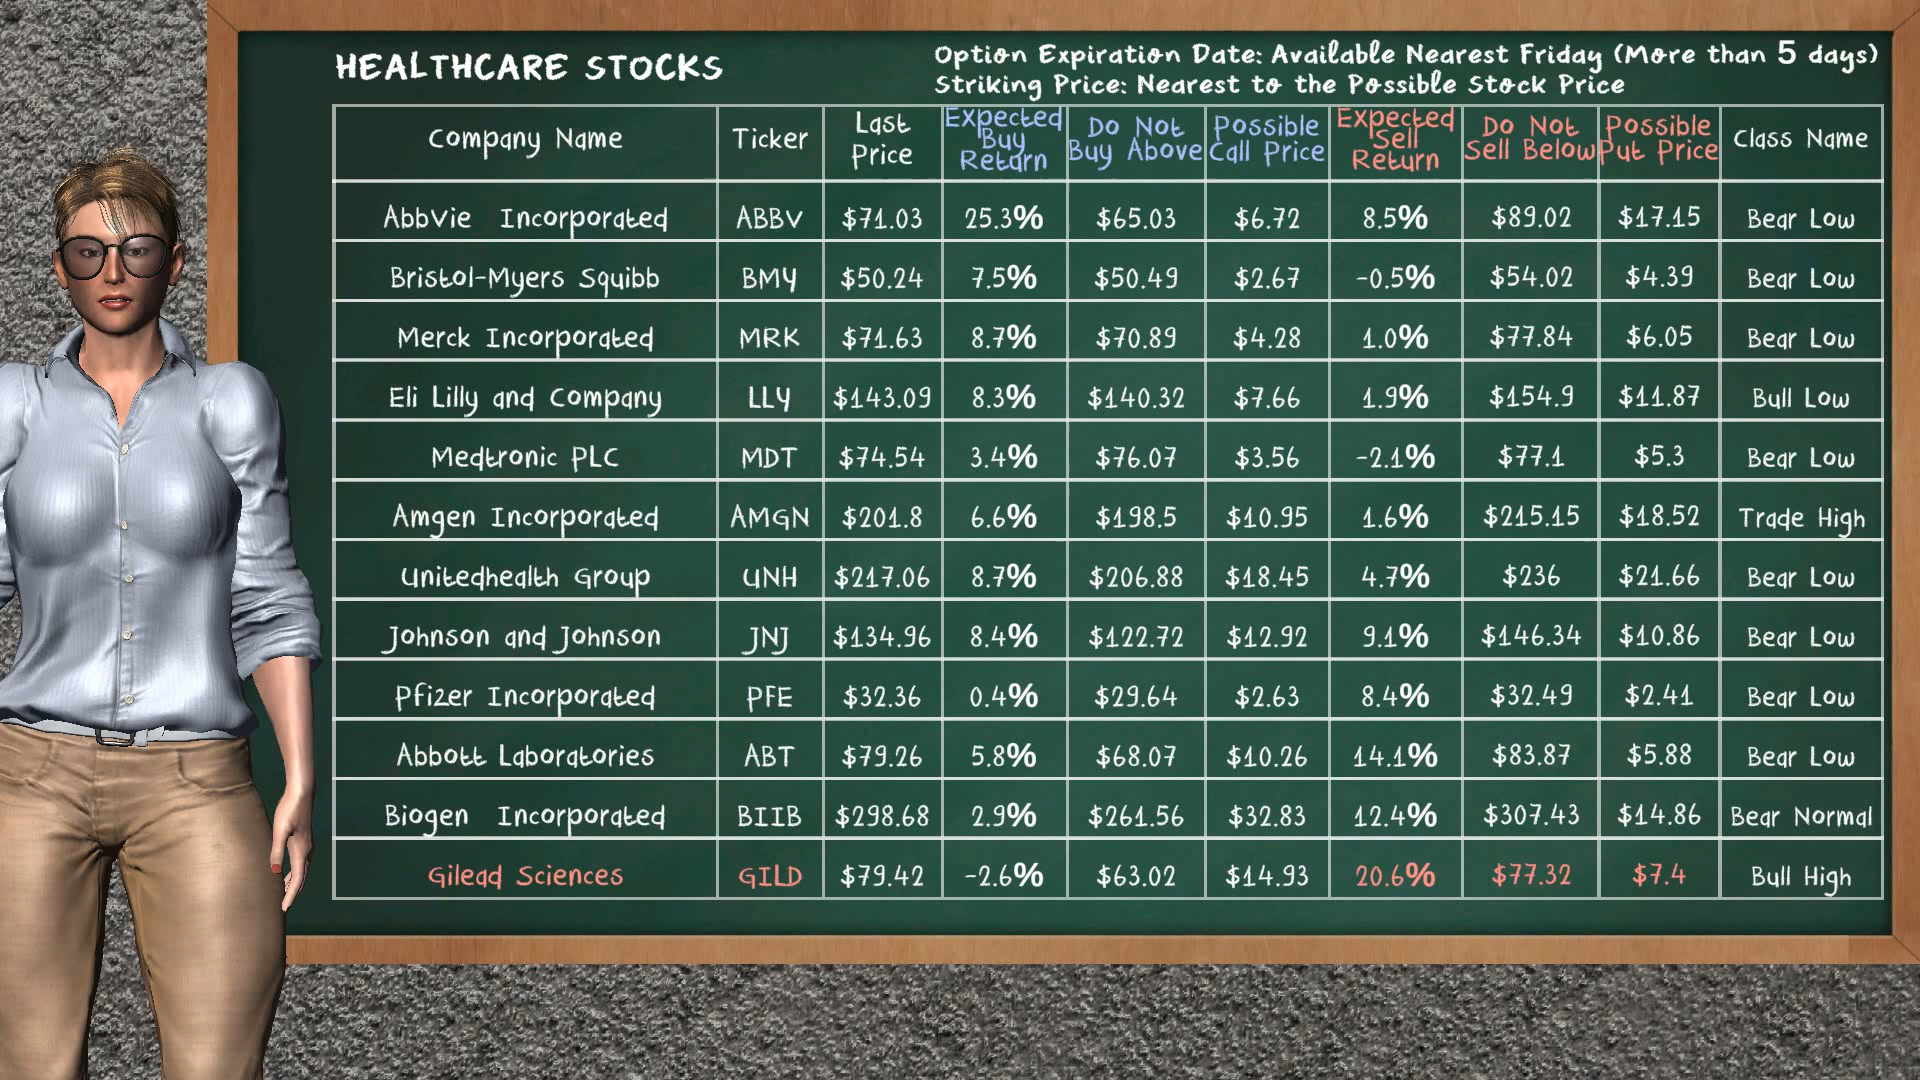 HEALTHCARE STOCKS
Option Expiration Date: Available Nearest Friday (More than 5 days)
Striking Price: Nearest to the Possible Stock Price
Company Name Ticker Last Price Expected Buy Return Do Not Buy Above Possible Call Price Expected Sell Return Do Not Sell Below Possible Put Price Class Name
AbbVie Incorporated ABBV $71.03 25.3% $65.03 $6.72 8.5% $89.02 $17.15 Bear Low
Bristol-Myers Squibb BMY $50.24 7.5% $50.49 $2.67 -0.5% $54.02 $4.39 Bear Low
Merck Incorporated MRK $71.63 8.7% $70.89 $4.28 1.0% $77.84 $6.05 Bear Low
Eli Lilly and Company LLY $143.09 8.3% $140.32 $7.66 1.9% $154.9 $11.87 Bull Low
Medtronic PLC MDT $74.54 3.4% $76.07 $3.56 -2.1% $77.1 $5.3 Bear Low
Amgen Incorporated AMGN $201.8 6.6% $198.5 $10.95 1.6% $215.15 $18.52 Trade High
Unitedhealth Group UNH $217.06 8.7% $206.88 $18.45 4.7% $236 $21.66 Bear Low
Johnson and Johnson JNJ $134.96 8.4% $122.72 $12.92 9.1% $146.34 $10.86 Bear Low
Pfizer Incorporated PFE $32.36 0.4% $29.64 $2.63 8.4% $32.49 $2.41 Bear Low
Abbott Laboratories ABT $79.26 5.8% $68.07 $10.26 14.1% $83.87 $5.88 Bear Low
Biogen Incorporated BIIB $298.68 2.9% $261.56 $32.83 12.4% $307.43 $14.86 Bear Normal
Gilead Sciences GILD $79.42 -2.6% $63.02 $14.93 20.6% $77.32 $7.4 Bull High